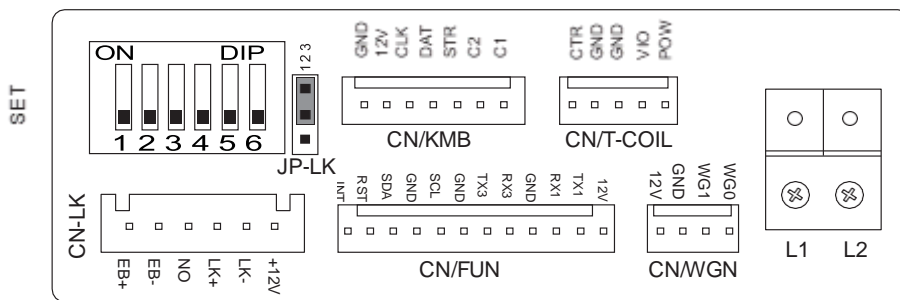 SET
ON DIP
1 2 3 4 5 6
1 2 3
JP-LK
GND 12V CLK DAT STR C2 C1
CN/KMB
CTR GND GND VIO POW
CN/T-COIL
CN-LK
EB+ EB- NO LK+ LK- +12V
INT RST SDA GND SCL GND TX3 RX3 GND RX1 TX1 12V
CN/FUN
12V GND WG1 WG0
CN/WGN
L1 L2